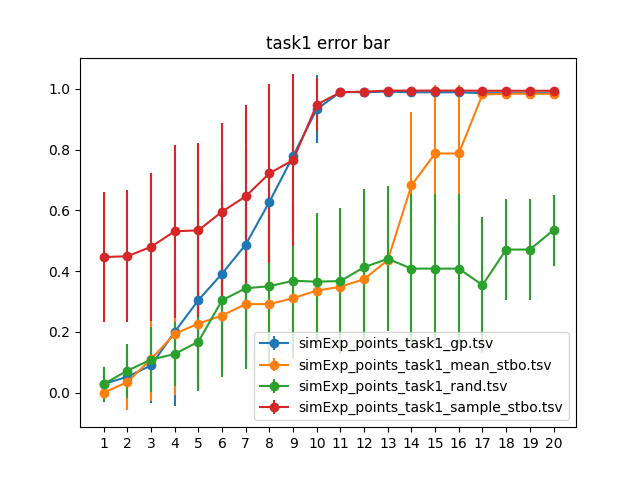 task1 error bar
1.0
0.8
0.6
0.4
0.2
0.0
simExp_points_task1_gp.tsv
simExp_points_task1_mean_stbo.tsv
simExp_points_task1_rand.tsv
simExp_points_task1_sample_stbo.tsv
1 2 3 4 5 6 7 8 9 10 11 12 13 14 15 16 17 18 19 20